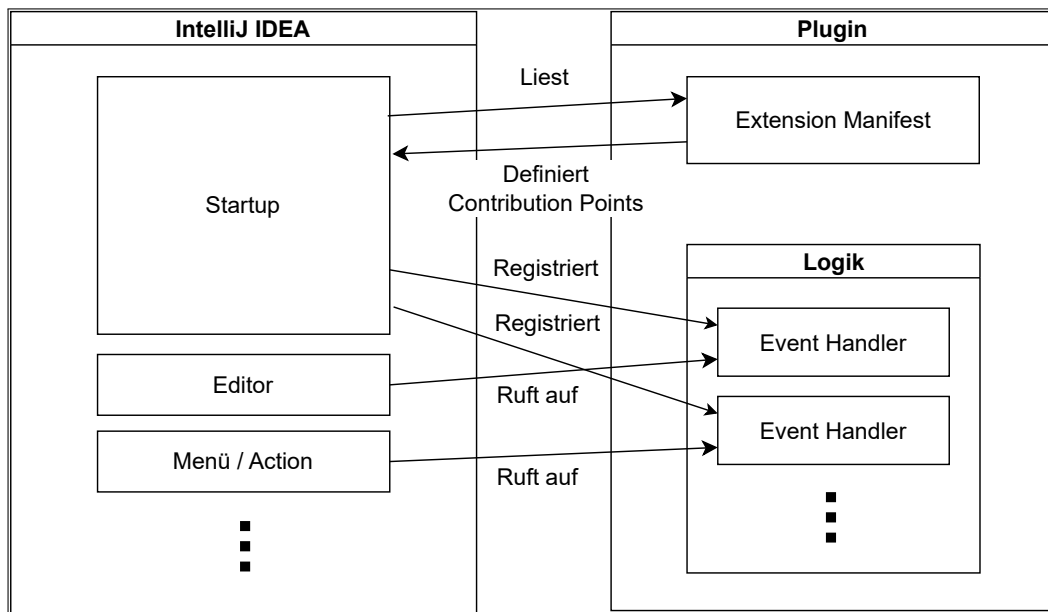 IntelliJ IDEA
Plugin
Liest
Extension Manifest
Startup
Definiert
Contribution Points
Logik
Registriert
Registriert
Event Handler
Editor
Ruft auf
Event Handler
Menü / Action
Ruft auf